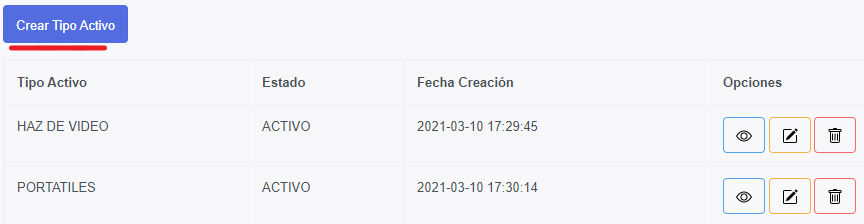 Crear Tipo Activo
Tipo Activo Estado Fecha Creación Opciones
HAZ DE VIDEO ACTIVO 2021-03-10 17:29:45
PORTATILES ACTIVO 2021-03-10 17:30:14